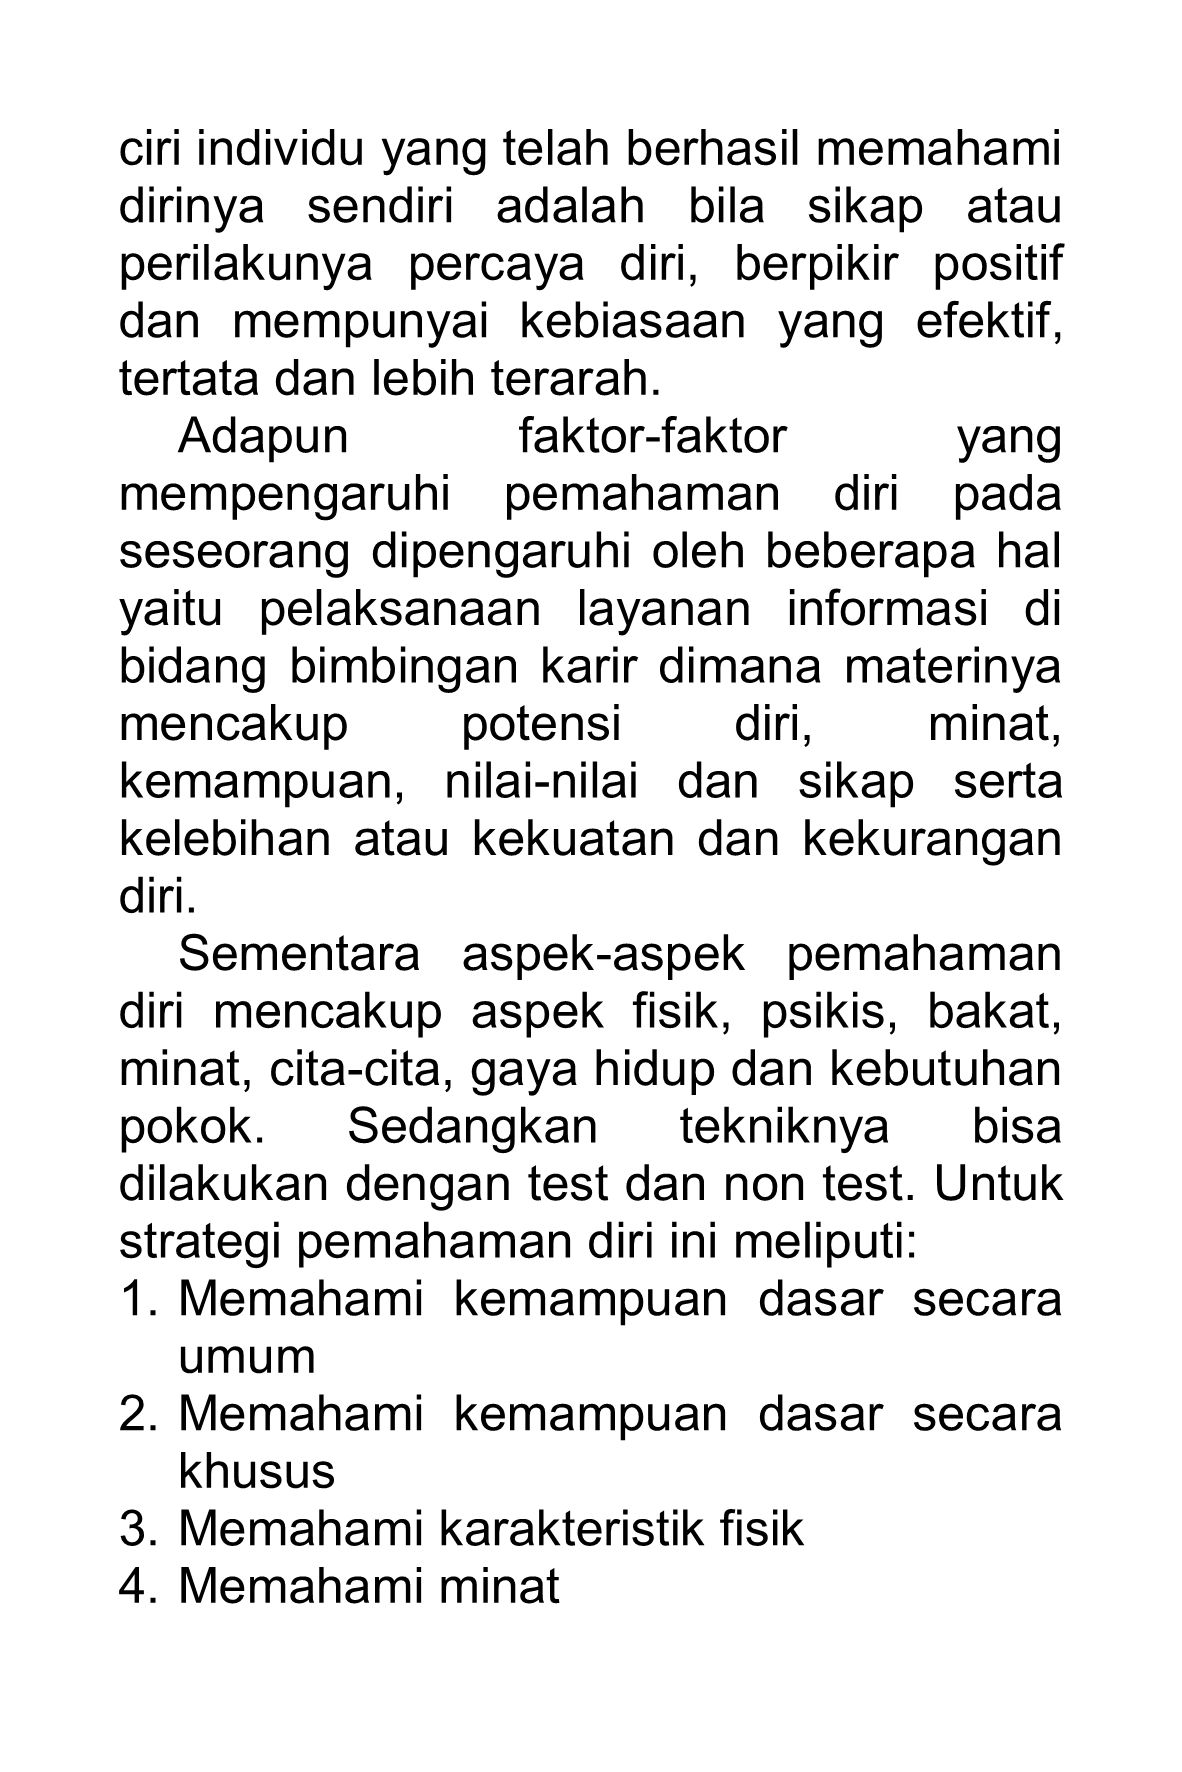 ciri individu yang telah berhasil memahami
dirinya sendiri adalah bila sikap atau
perilakunya percaya diri, berpikir positif
dan mempunyai kebiasaan yang efektif,
tertata dan lebih terarah.
Adapun faktor-faktor yang
mempengaruhi pemahaman diri pada
seseorang dipengaruhi oleh beberapa hal
yaitu pelaksanaan layanan informasi di
bidang bimbingan karir dimana materinya
mencakup potensi diri, minat,
kemampuan, nilai-nilai dan sikap serta
kelebihan atau kekuatan dan kekurangan
diri.
Sementara aspek-aspek pemahaman
diri mencakup aspek fisik, psikis, bakat,
minat, cita-cita, gaya hidup dan kebutuhan
pokok. Sedangkan tekniknya bisa
dilakukan dengan test dan non test. Untuk
strategi pemahaman diri ini meliputi:
1. Memahami kemampuan dasar secara
umum
2. Memahami kemampuan dasar secara
khusus
3. Memahami karakteristik fisik
4. Memahami minat